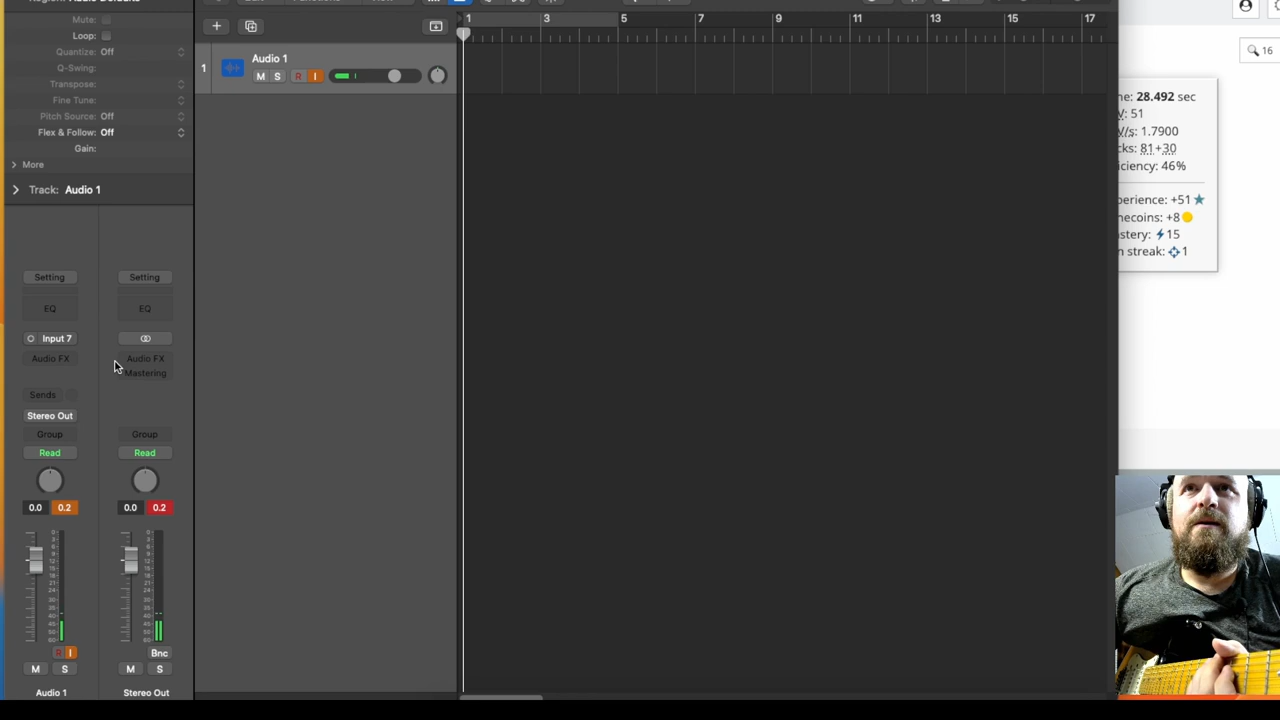 Mute:
Loop:
Quantize: Off
Q-Swing:
Transpose:
Fine Tune:
Pitch Source: Off
Flex & Follow: Off
Gain:
More
Track: Audio 1
Setting Setting
EQ EQ
Input 7
Audio FX Audio FX
Mastering
Sends
Stereo Out
Group Group
Read Read
0.0 0.2 0.0 0.2
R I Bnc
M S M S
Audio 1 Stereo Out
1 3 5 7 9 11 13 15 17
1 Audio 1
M S R I
16
ne: 28.492 sec
V: 51
V/s: 1.7900
cks: 81+30
iciency: 46%
perience: +51
necoins: +8
stery: 15
n streak: 1